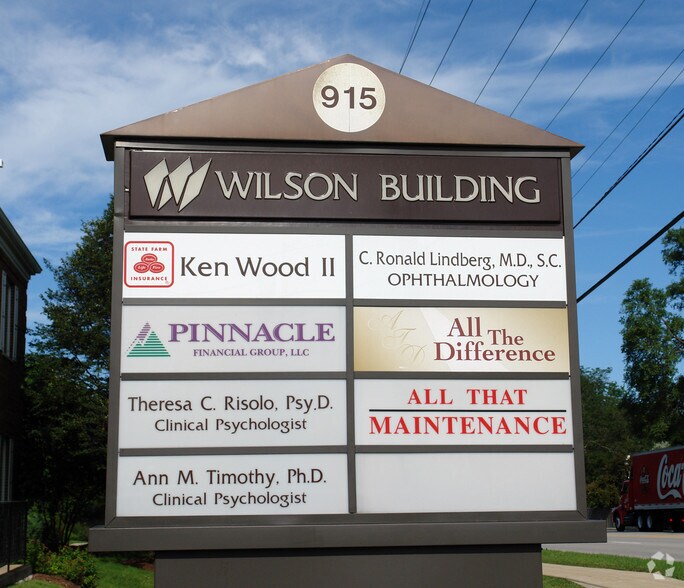 915
WILSON BUILDING
STATE FARM
INSURANCE
Ken Wood II
C. Ronald Lindberg, M.D., S.C.
OPHTHALMOLOGY
PINNACLE
FINANCIAL GROUP, LLC
ATD
All The
Difference
Theresa C. Risolo, Psy.D.
Clinical Psychologist
ALL THAT
MAINTENANCE
Ann M. Timothy, Ph.D.
Clinical Psychologist
Coca